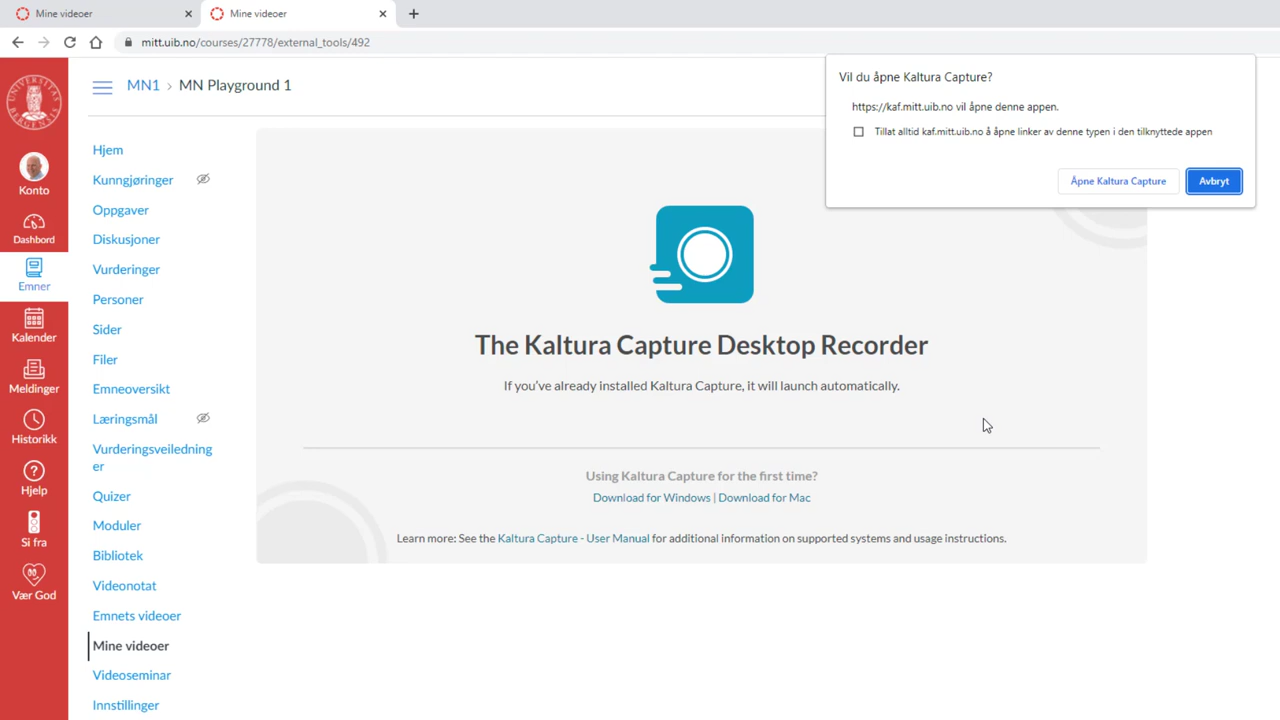 Mine videoer
Mine videoer
mitt.uib.no/courses/27778/external_tools/492
Vil du åpne Kaltura Capture?
https://kaf.mitt.uib.no vil åpne denne appen.
Tillat alltid kaf.mitt.uib.no å åpne linker av denne typen i den tilknyttede appen
Åpne Kaltura Capture
Avbryt
MN1 › MN Playground 1
Konto
Dashbord
Emner
Kalender
Meldinger
Historikk
Hjelp
Si fra
Vær God
Hjem
Kunngjøringer
Oppgaver
Diskusjoner
Vurderinger
Personer
Sider
Filer
Emneoversikt
Læringsmål
Vurderingsveiledning
er
Quizer
Moduler
Bibliotek
Videonotat
Emnets videoer
Mine videoer
Videoseminar
Innstillinger
The Kaltura Capture Desktop Recorder
If you've already installed Kaltura Capture, it will launch automatically.
Using Kaltura Capture for the first time?
Download for Windows | Download for Mac
Learn more: See the Kaltura Capture - User Manual for additional information on supported systems and usage instructions.